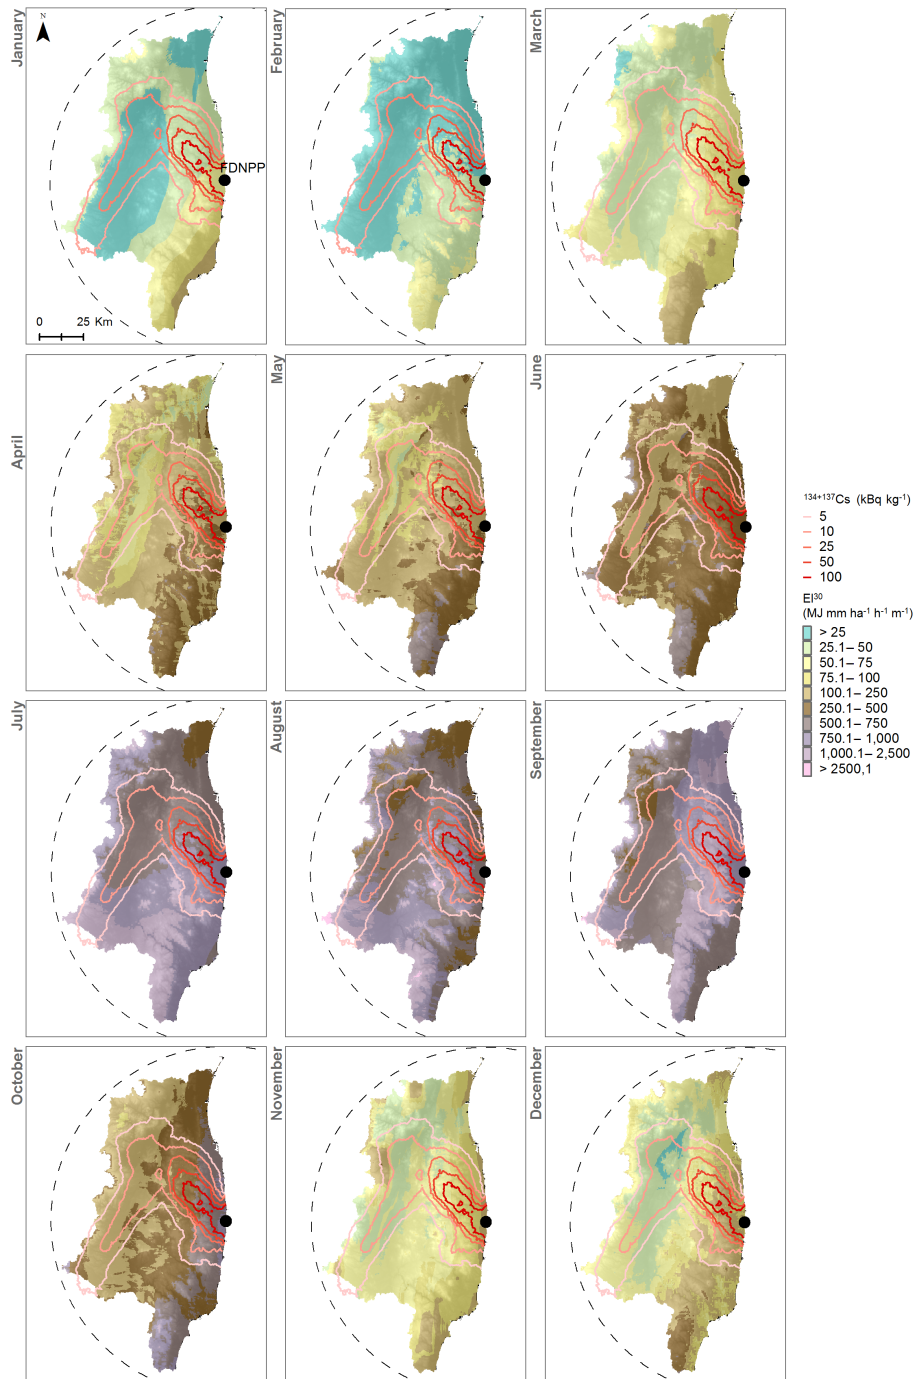 January
N
FDNPP
0 25 Km
February
March
April
May
June
134+137Cs (kBq kg-1)
5
10
25
50
100
EI30
(MJ mm ha-1 h-1 m-1)
> 25
25.1– 50
50.1– 75
75.1– 100
100.1– 250
250.1– 500
500.1– 750
750.1– 1,000
1,000.1– 2,500
> 2500,1
July
August
September
October
November
December